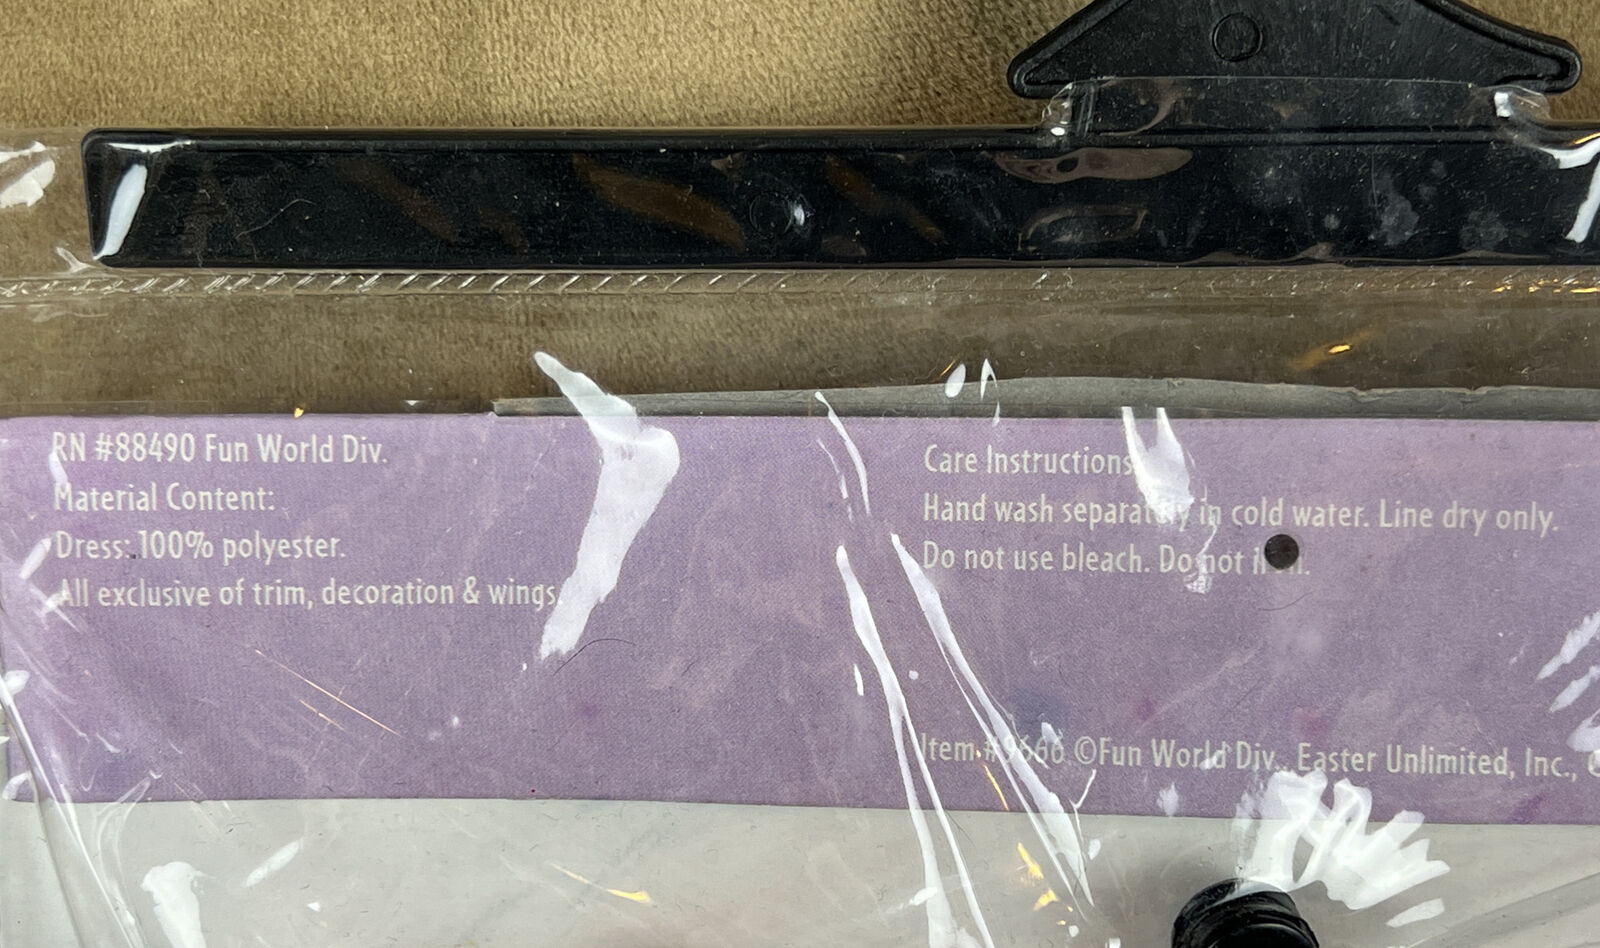 RN #88490 Fun World Div.
Material Content:
Dress: 100% polyester.
All exclusive of trim, decoration & wings.
Care Instructions
Hand wash separately in cold water. Line dry only.
Do not use bleach. Do not iron.
Item #9666 ©Fun World Div., Easter Unlimited, Inc.,